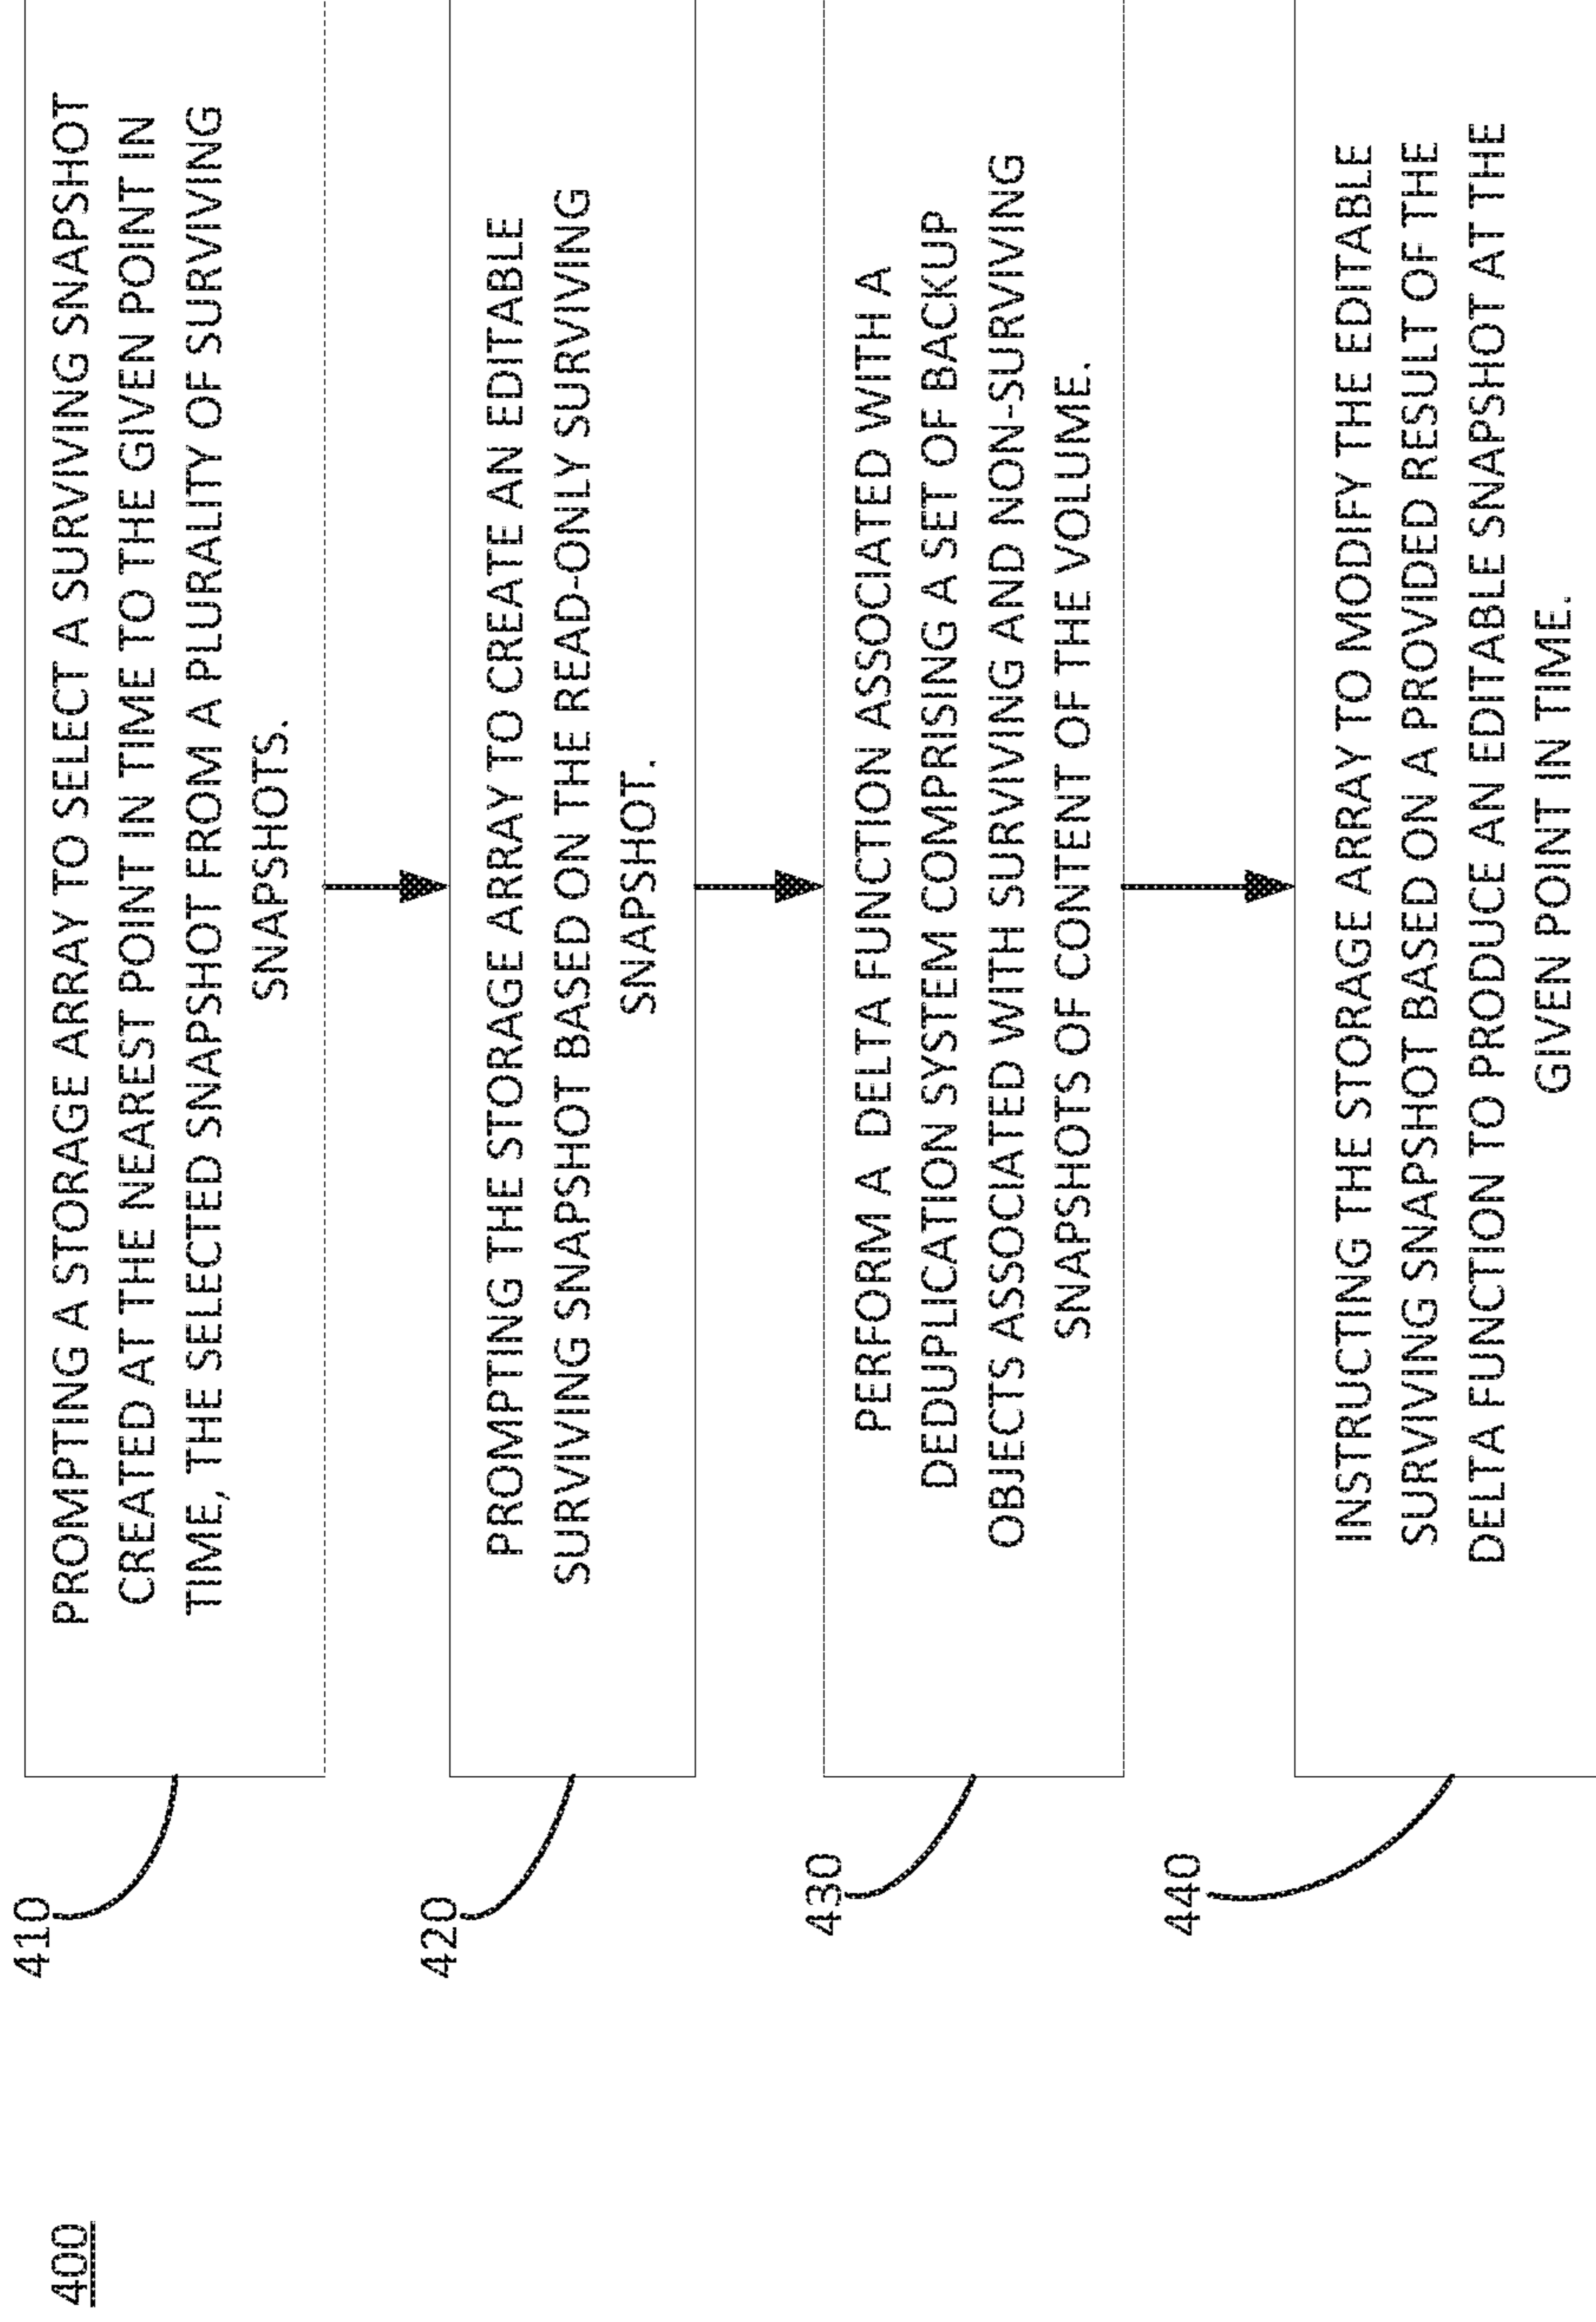 400
410
PROMPTING A STORAGE ARRAY TO SELECT A SURVIVING SNAPSHOT
CREATED AT THE NEAREST POINT IN TIME TO THE GIVEN POINT IN
TIME, THE SELECTED SNAPSHOT FROM A PLURALITY OF SURVIVING
SNAPSHOTS.
420
PROMPTING THE STORAGE ARRAY TO CREATE AN EDITABLE
SURVIVING SNAPSHOT BASED ON THE READ-ONLY SURVIVING
SNAPSHOT.
430
PERFORM A DELTA FUNCTION ASSOCIATED WITH A
DEDUPLICATION SYSTEM COMPRISING A SET OF BACKUP
OBJECTS ASSOCIATED WITH SURVIVING AND NON-SURVIVING
SNAPSHOTS OF CONTENT OF THE VOLUME.
440
INSTRUCTING THE STORAGE ARRAY TO MODIFY THE EDITABLE
SURVIVING SNAPSHOT BASED ON A PROVIDED RESULT OF THE
DELTA FUNCTION TO PRODUCE AN EDITABLE SNAPSHOT AT THE
GIVEN POINT IN TIME.